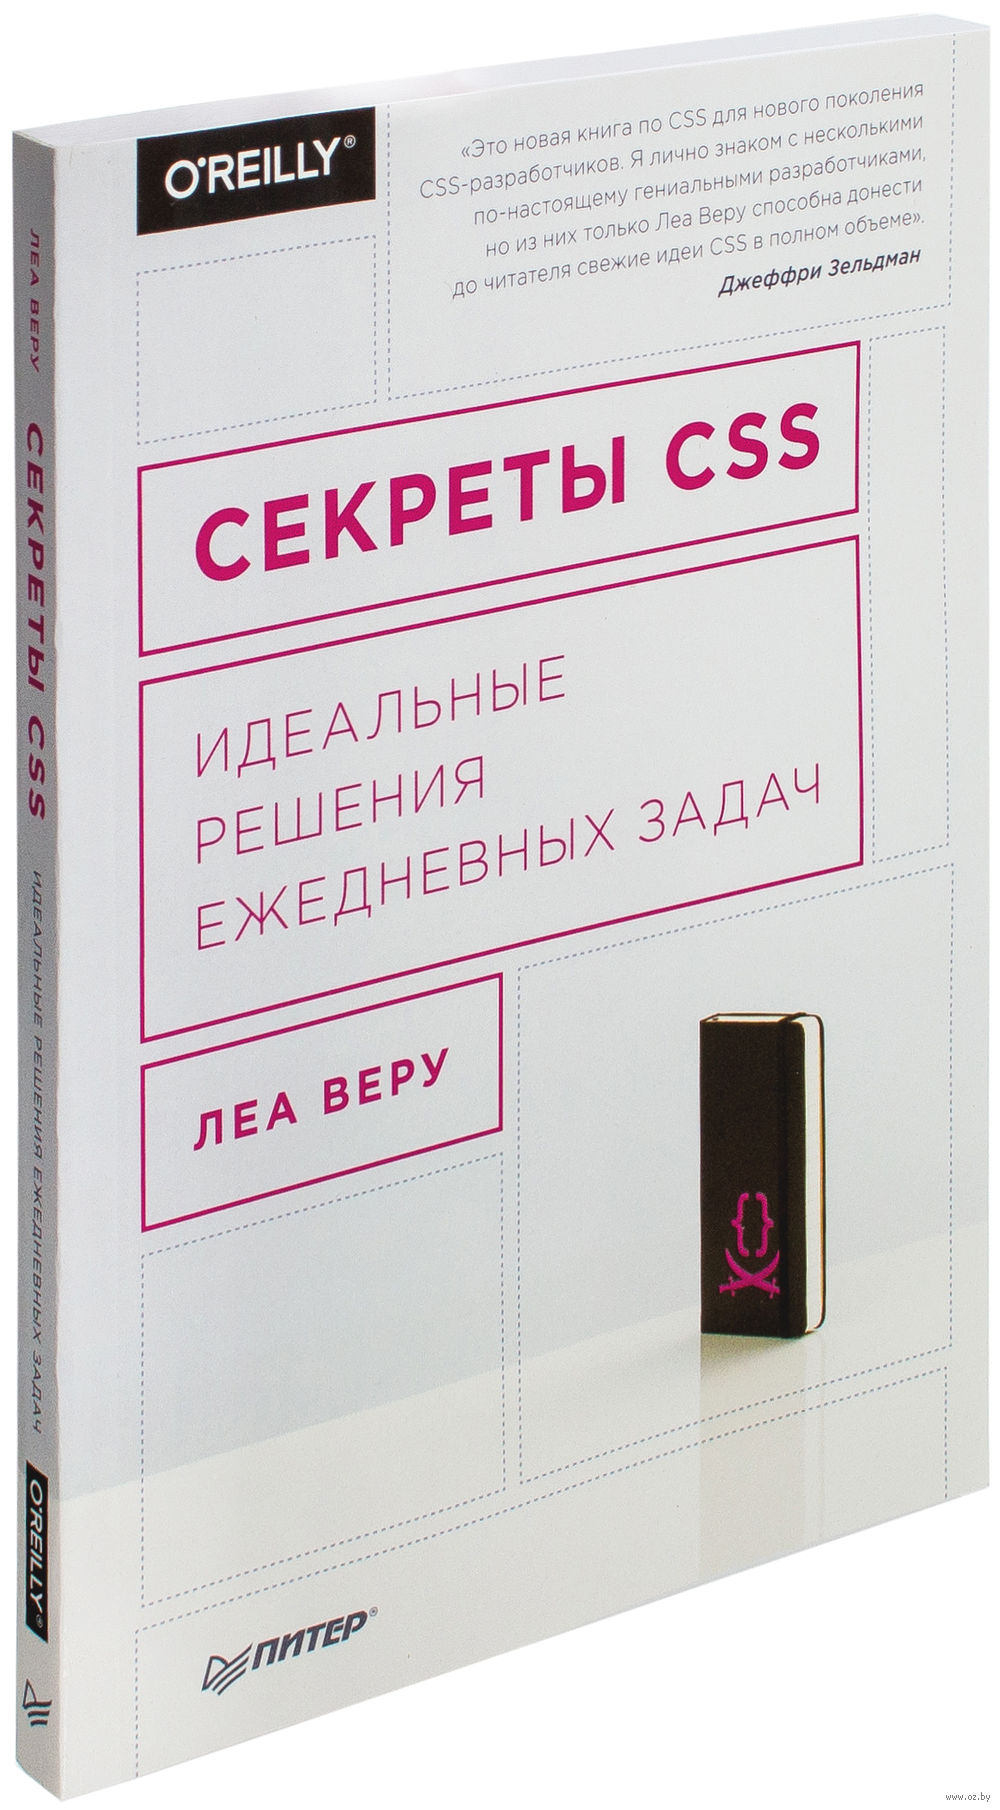 O'REILLY®
«Это новая книга по CSS для нового поколения
CSS-разработчиков. Я лично знаком с несколькими
по-настоящему гениальными разработчиками,
но из них только Леа Веру способна донести
до читателя свежие идеи CSS в полном объеме».
Джеффри Зельдман
СЕКРЕТЫ CSS
ИДЕАЛЬНЫЕ
РЕШЕНИЯ
ЕЖЕДНЕВНЫХ ЗАДАЧ
ЛЕА ВЕРУ
{}
ПИТЕР®
ЛЕА ВЕРУ СЕКРЕТЫ CSS ИДЕАЛЬНЫЕ РЕШЕНИЯ ЕЖЕДНЕВНЫХ ЗАДАЧ O'REILLY®
www.oz.by